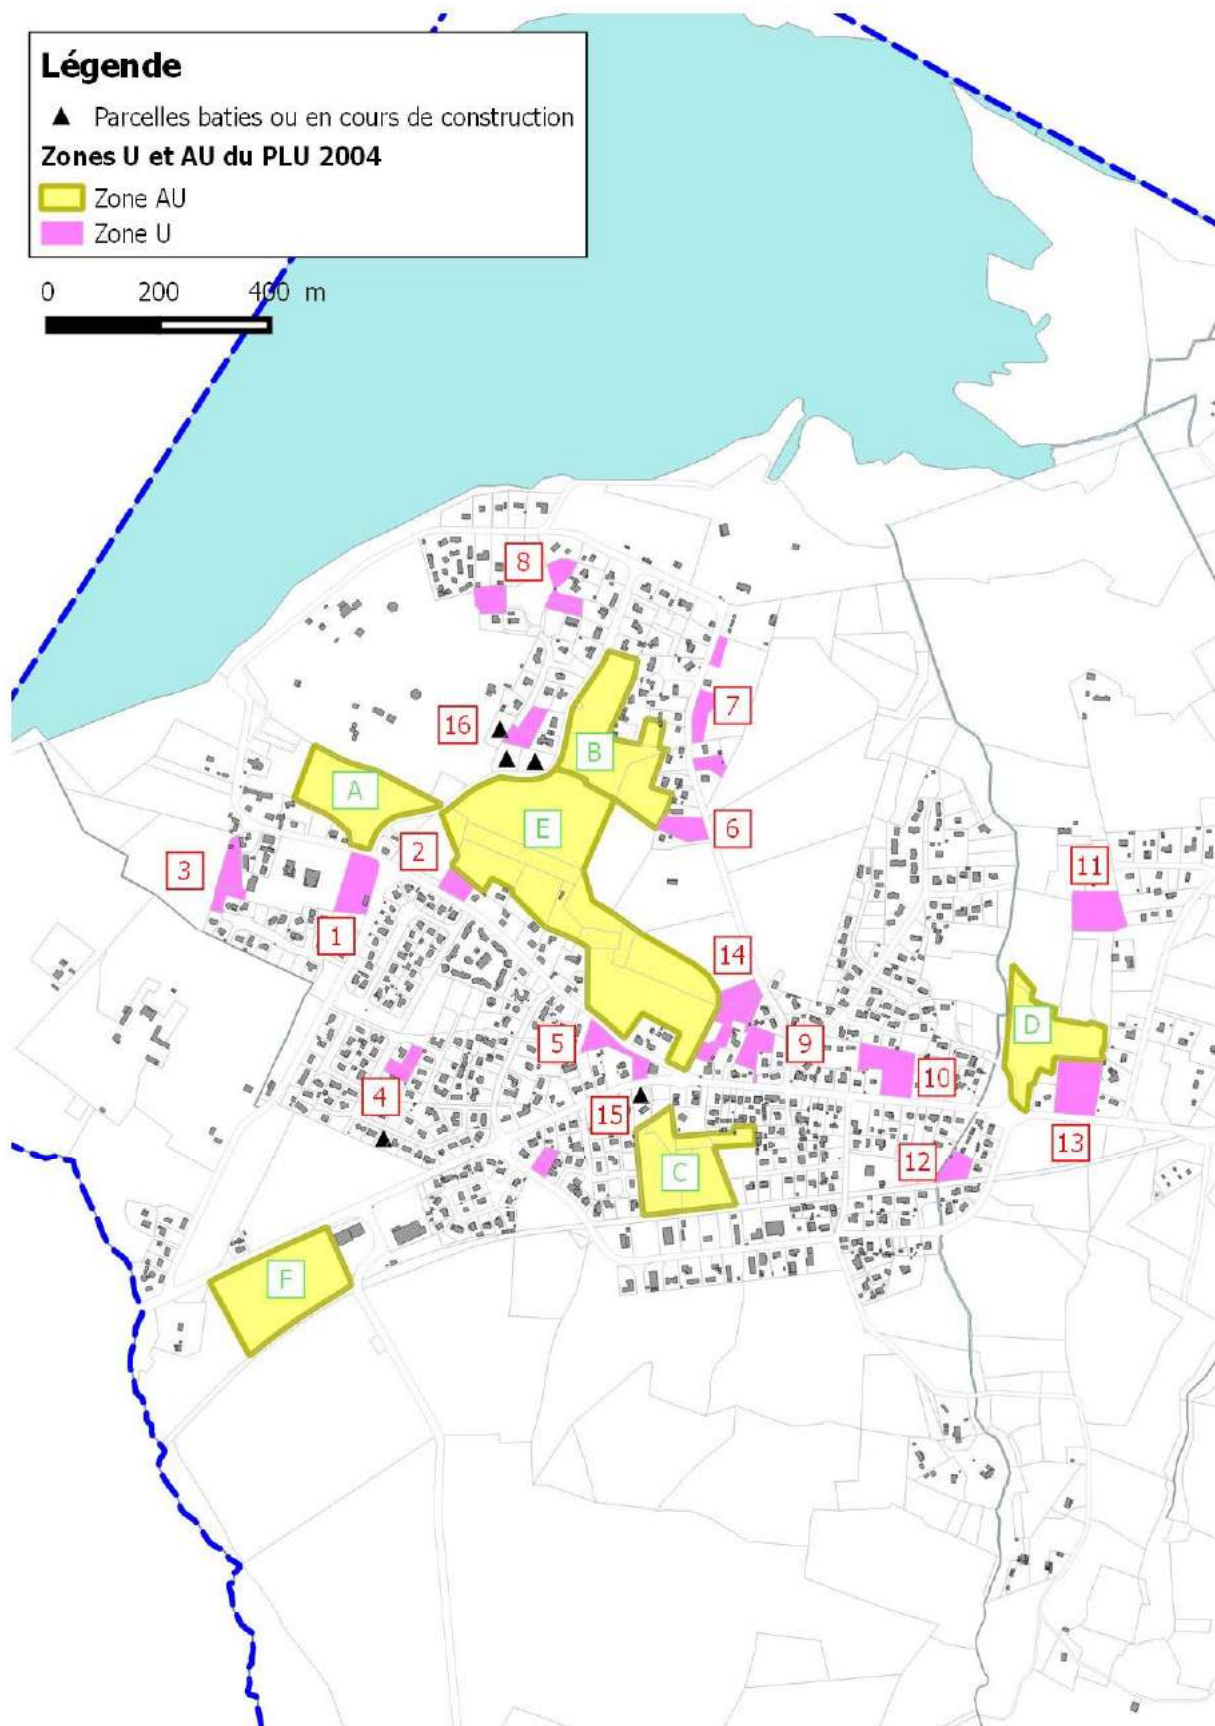 Légende
Parcelles baties ou en cours de construction
Zones U et AU du PLU 2004
Zone AU
Zone U
0 200 400 m
8
16
7
B
A
E
6
2
3
11
1
14
D
5
9
10
4
15
12
13
C
F